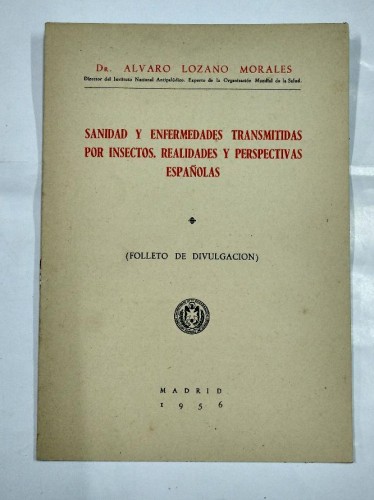 DR. ALVARO LOZANO MORALES
Director del Instituto Nacional Antipalúdico. Experto de la Organización Mundial de la Salud.
SANIDAD Y ENFERMEDADES TRANSMITIDAS
POR INSECTOS. REALIDADES Y PERSPECTIVAS
ESPAÑOLAS
(FOLLETO DE DIVULGACION)
MADRID
1956